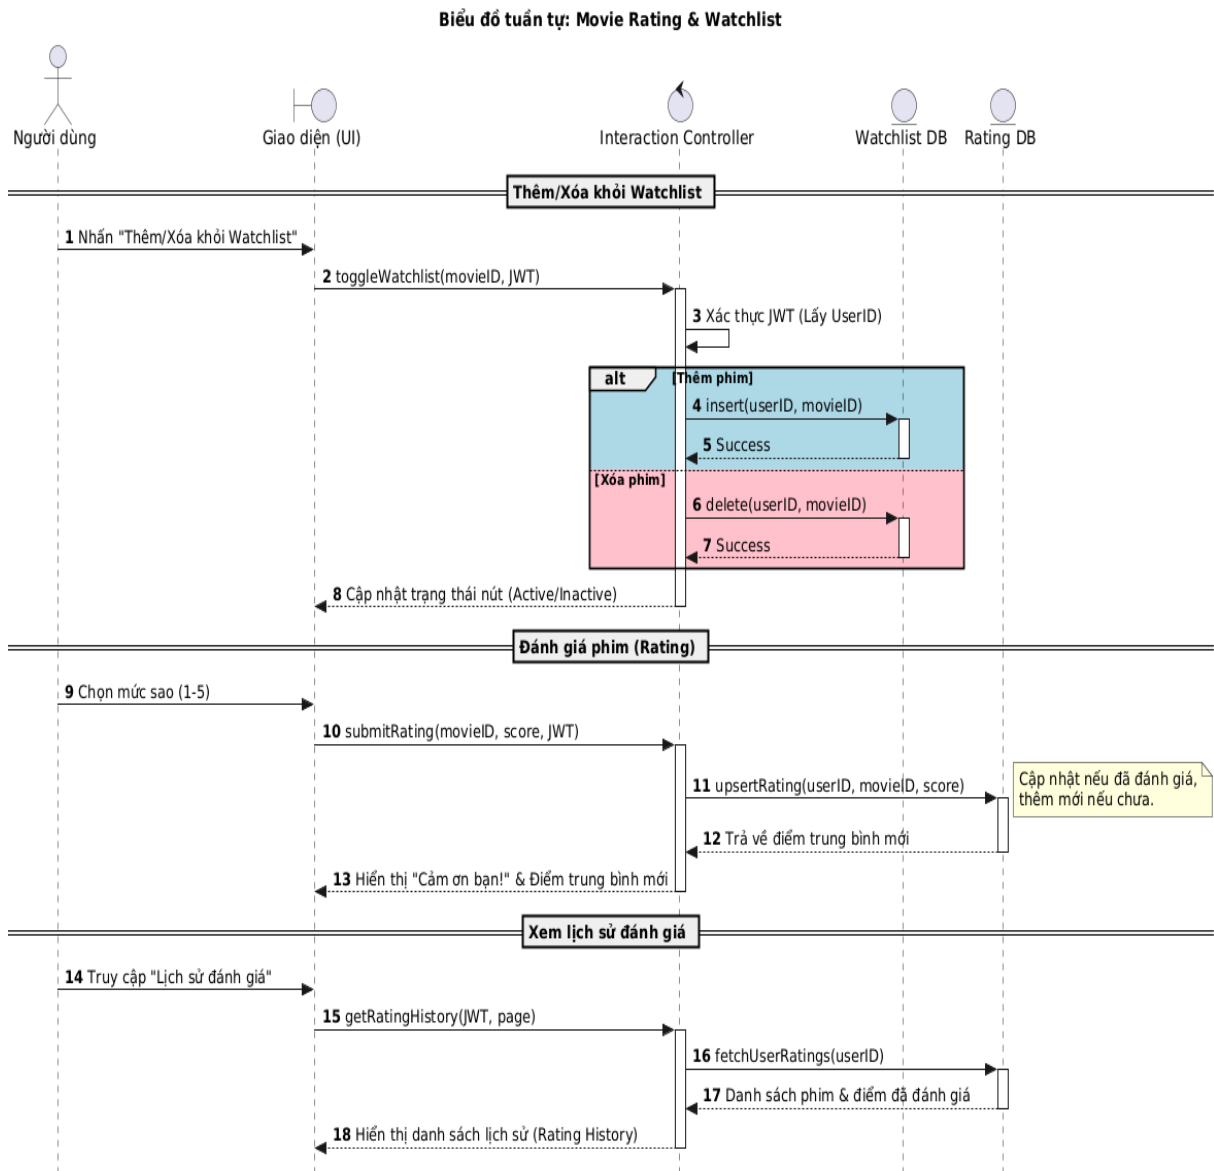 Biểu đồ tuần tự: Movie Rating & Watchlist
Người dùng
Giao diện (UI)
Interaction Controller
Watchlist DB
Rating DB
Thêm/Xóa khỏi Watchlist
1 Nhấn "Thêm/Xóa khỏi Watchlist"
2 toggleWatchlist(movieID, JWT)
3 Xác thực JWT (Lấy UserID)
alt
[Thêm phim]
4 insert(userID, movieID)
5 Success
[Xóa phim]
6 delete(userID, movieID)
7 Success
8 Cập nhật trạng thái nút (Active/Inactive)
Đánh giá phim (Rating)
9 Chọn mức sao (1-5)
10 submitRating(movieID, score, JWT)
11 upsertRating(userID, movieID, score)
Cập nhật nếu đã đánh giá,
thêm mới nếu chưa.
12 Trả về điểm trung bình mới
13 Hiển thị "Cảm ơn bạn!" & Điểm trung bình mới
Xem lịch sử đánh giá
14 Truy cập "Lịch sử đánh giá"
15 getRatingHistory(JWT, page)
16 fetchUserRatings(userID)
17 Danh sách phim & điểm đã đánh giá
18 Hiển thị danh sách lịch sử (Rating History)